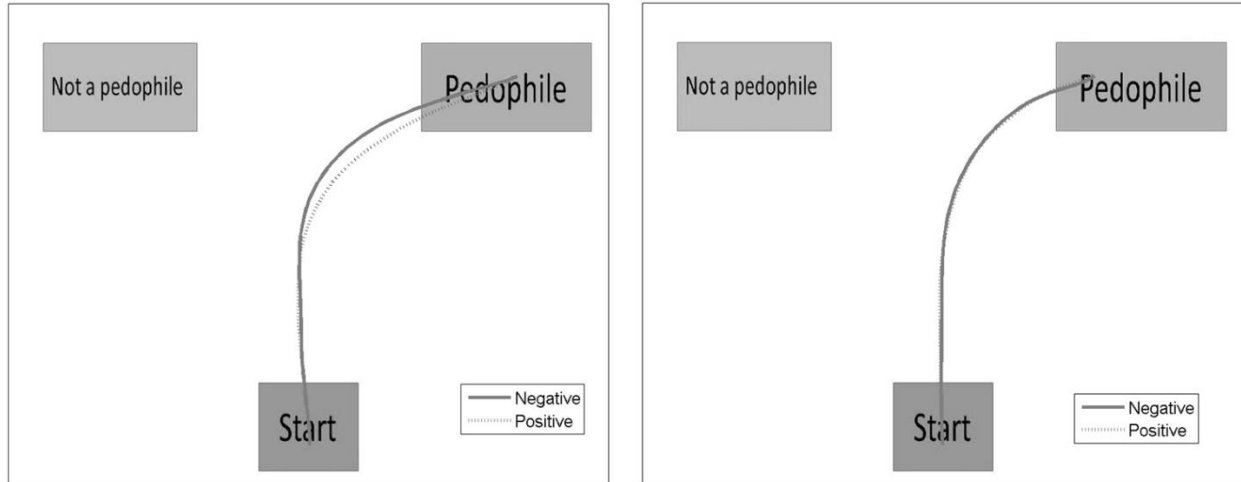 Not a pedophile
Pedophile
Start
Negative
Positive
Not a pedophile
Pedophile
Start
Negative
Positive